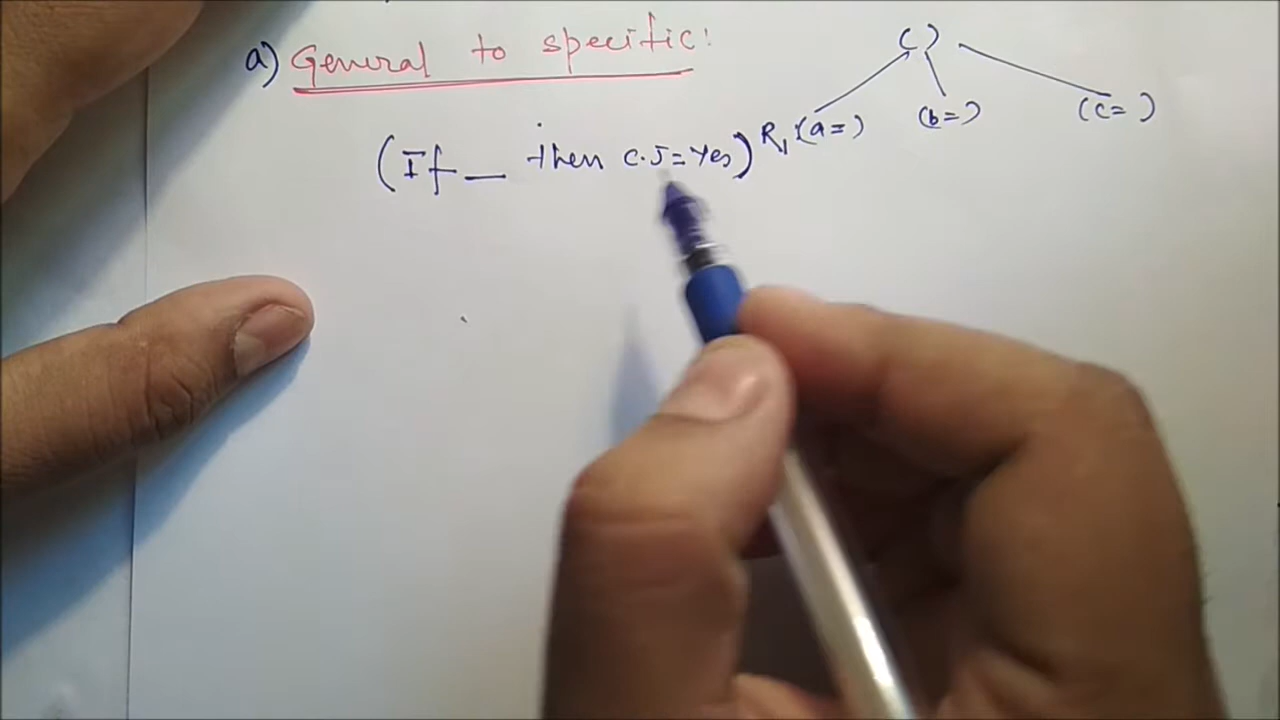 a) General to specific:
( )
(a= ) (b= ) (c= )
(If __ then C.J=Yes) R1